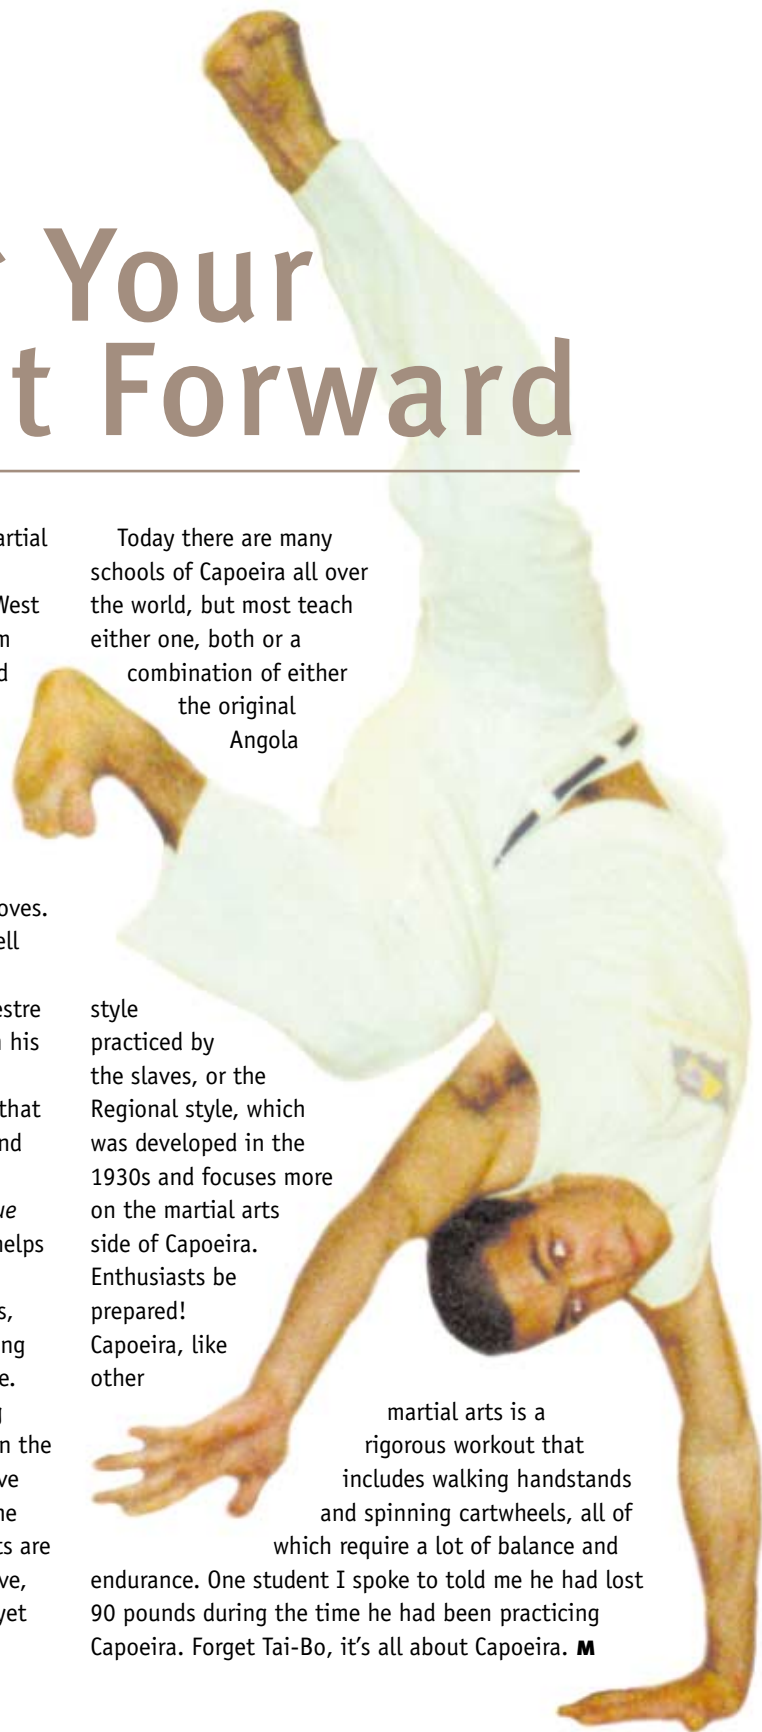 Your
t Forward
artial
West
m
d
oves.
ell
estre
his
that
nd
ue
helps
s,
ng
e.
n the
ve
he
ts are
ve,
yet
Today there are many
schools of Capoeira all over
the world, but most teach
either one, both or a
combination of either
the original
Angola
style
practiced by
the slaves, or the
Regional style, which
was developed in the
1930s and focuses more
on the martial arts
side of Capoeira.
Enthusiasts be
prepared!
Capoeira, like
other
martial arts is a
rigorous workout that
includes walking handstands
and spinning cartwheels, all of
which require a lot of balance and
endurance. One student I spoke to told me he had lost
90 pounds during the time he had been practicing
Capoeira. Forget Tai-Bo, it’s all about Capoeira. M